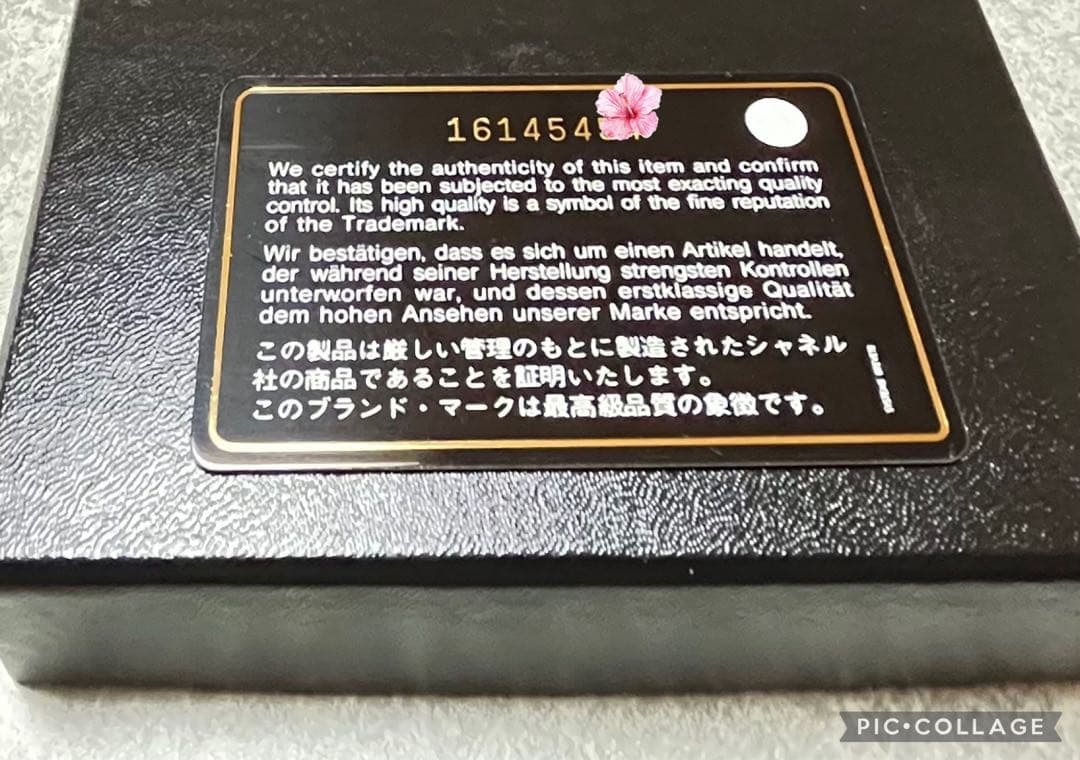 161454
We certify the authenticity of this item and confirm
that it has been subjected to the most exacting quality
control. Its high quality is a symbol of the fine reputation
of the Trademark.
Wir bestätigen, dass es sich um einen Artikel handelt,
der während seiner Herstellung strengsten Kontrollen
unterworfen war, und dessen erstklassige Qualität
dem hohen Ansehen unserer Marke entspricht.
この製品は厳しい管理のもとに製造されたシャネル
社の商品であることを証明いたします。
このブランド・マークは最高級品質の象徴です。
PIC•COLLAGE